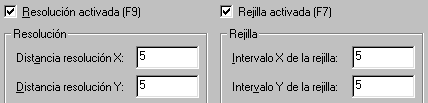 Resolución activada (F9)
Rejilla activada (F7)
Resolución
Distancia resolución X: 5
Distancia resolución Y: 5
Rejilla
Intervalo X de la rejilla: 5
Intervalo Y de la rejilla: 5